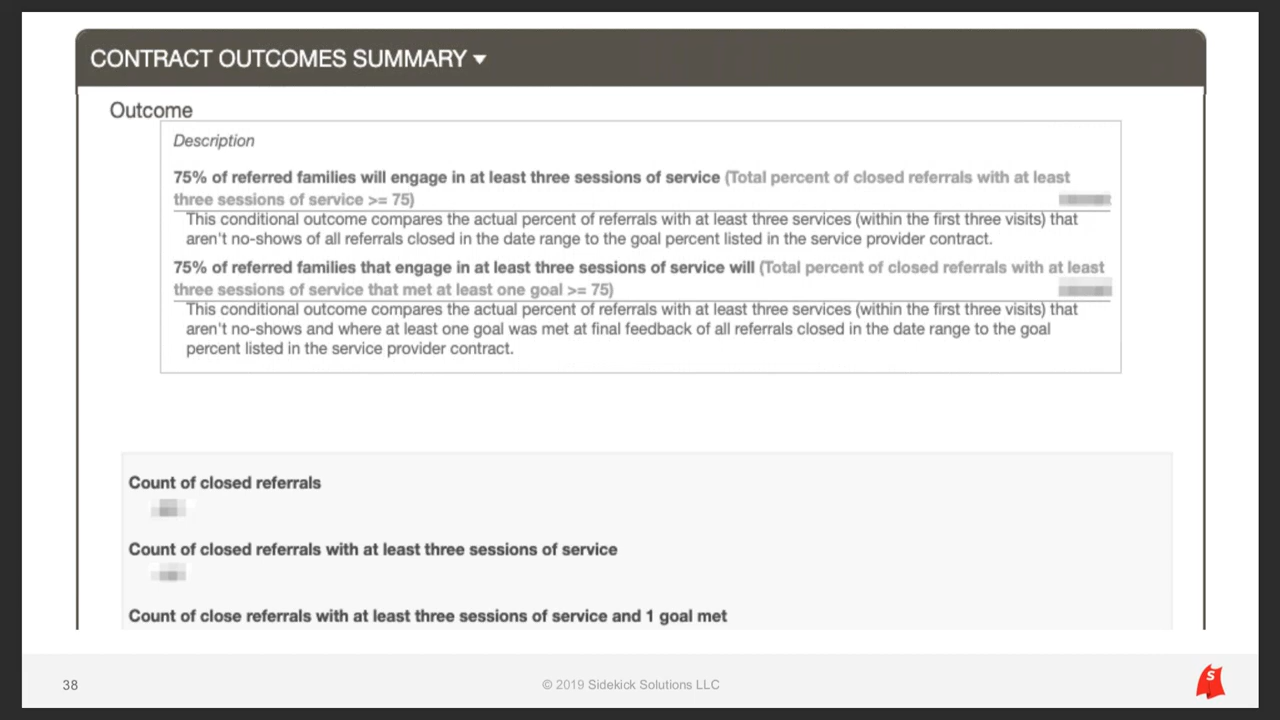 CONTRACT OUTCOMES SUMMARY
Outcome
Description
75% of referred families will engage in at least three sessions of service (Total percent of closed referrals with at least
three sessions of service >= 75)
This conditional outcome compares the actual percent of referrals with at least three services (within the first three visits) that
aren't no-shows of all referrals closed in the date range to the goal percent listed in the service provider contract.
75% of referred families that engage in at least three sessions of service will (Total percent of closed referrals with at least
three sessions of service that met at least one goal >= 75)
This conditional outcome compares the actual percent of referrals with at least three services (within the first three visits) that
aren't no-shows and where at least one goal was met at final feedback of all referrals closed in the date range to the goal
percent listed in the service provider contract.
Count of closed referrals
Count of closed referrals with at least three sessions of service
Count of close referrals with at least three sessions of service and 1 goal met
38
© 2019 Sidekick Solutions LLC
S